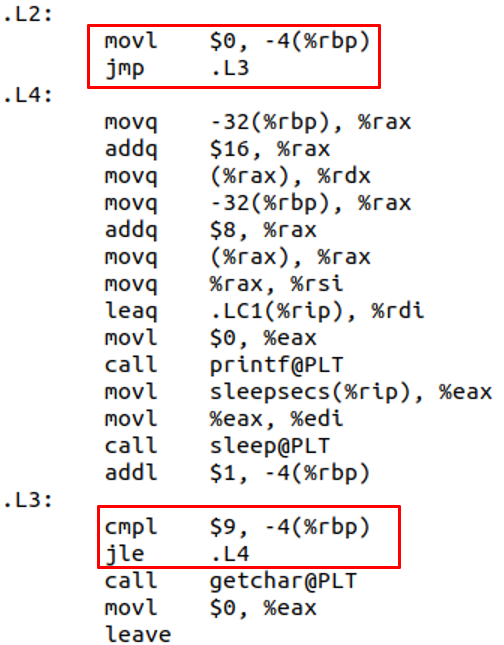 .L2:
movl $0, -4(%rbp)
jmp .L3
.L4:
movq -32(%rbp), %rax
addq $16, %rax
movq (%rax), %rdx
movq -32(%rbp), %rax
addq $8, %rax
movq (%rax), %rax
movq %rax, %rsi
leaq .LC1(%rip), %rdi
movl $0, %eax
call printf@PLT
movl sleepsecs(%rip), %eax
movl %eax, %edi
call sleep@PLT
addl $1, -4(%rbp)
.L3:
cmpl $9, -4(%rbp)
jle .L4
call getchar@PLT
movl $0, %eax
leave